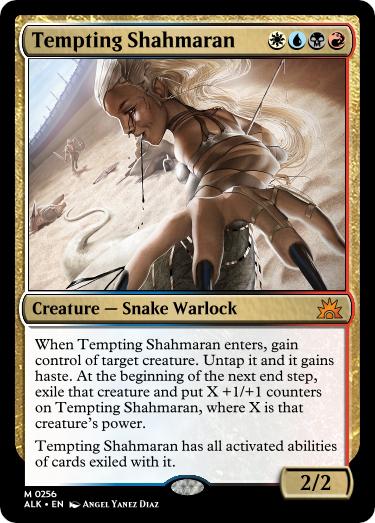 Tempting Shahmaran
Creature — Snake Warlock
When Tempting Shahmaran enters, gain
control of target creature. Untap it and it gains
haste. At the beginning of the next end step,
exile that creature and put X +1/+1 counters
on Tempting Shahmaran, where X is that
creature's power.
Tempting Shahmaran has all activated abilities
of cards exiled with it.
2/2
M 0256
ALK • EN Angel Yanez Diaz